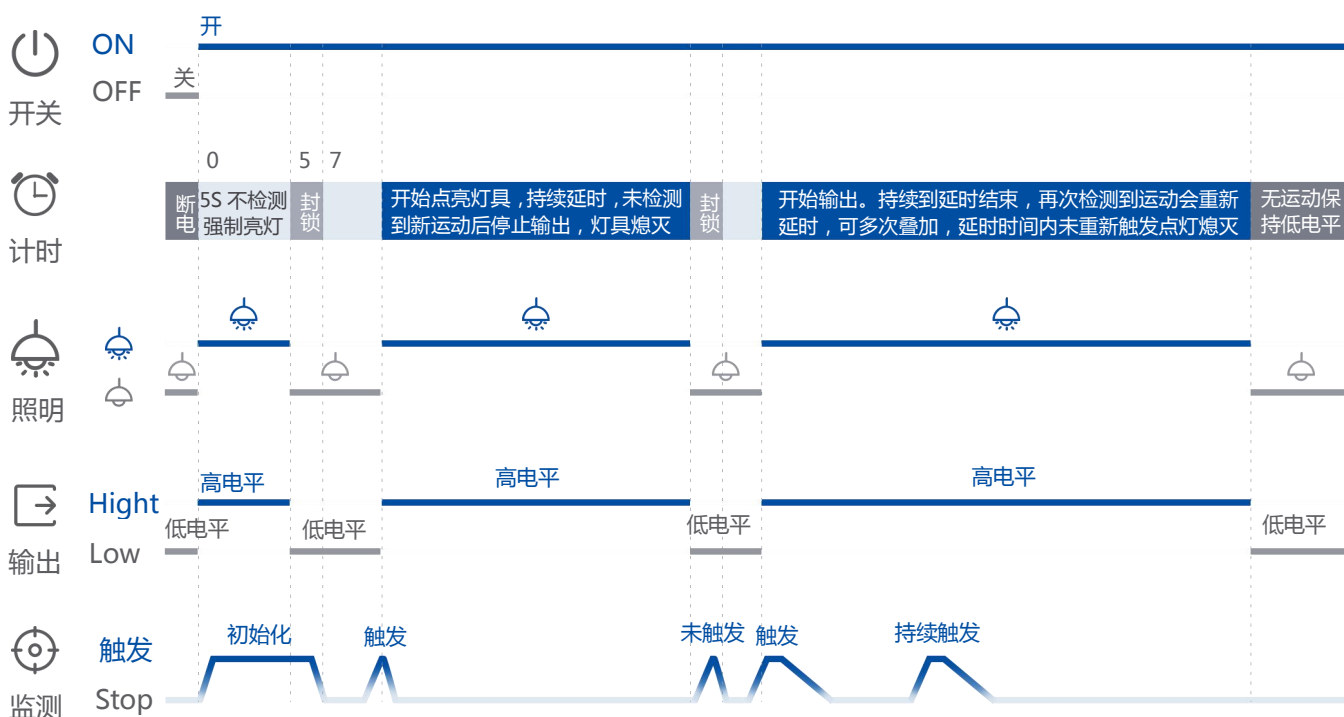 开
ON
关
OFF
开关
0
5
7
断电
5S 不检测
强制亮灯
封锁
开始点亮灯具，持续延时，未检测
到新运动后停止输出，灯具熄灭
封锁
开始输出。持续到延时结束，再次检测到运动会重新
延时，可多次叠加，延时时间内未重新触发点灯熄灭
无运动保
持低电平
计时
照明
高电平
高电平
高电平
Hight
低电平
低电平
低电平
低电平
Low
输出
初始化
触发
未触发
触发
持续触发
触发
Stop
监测